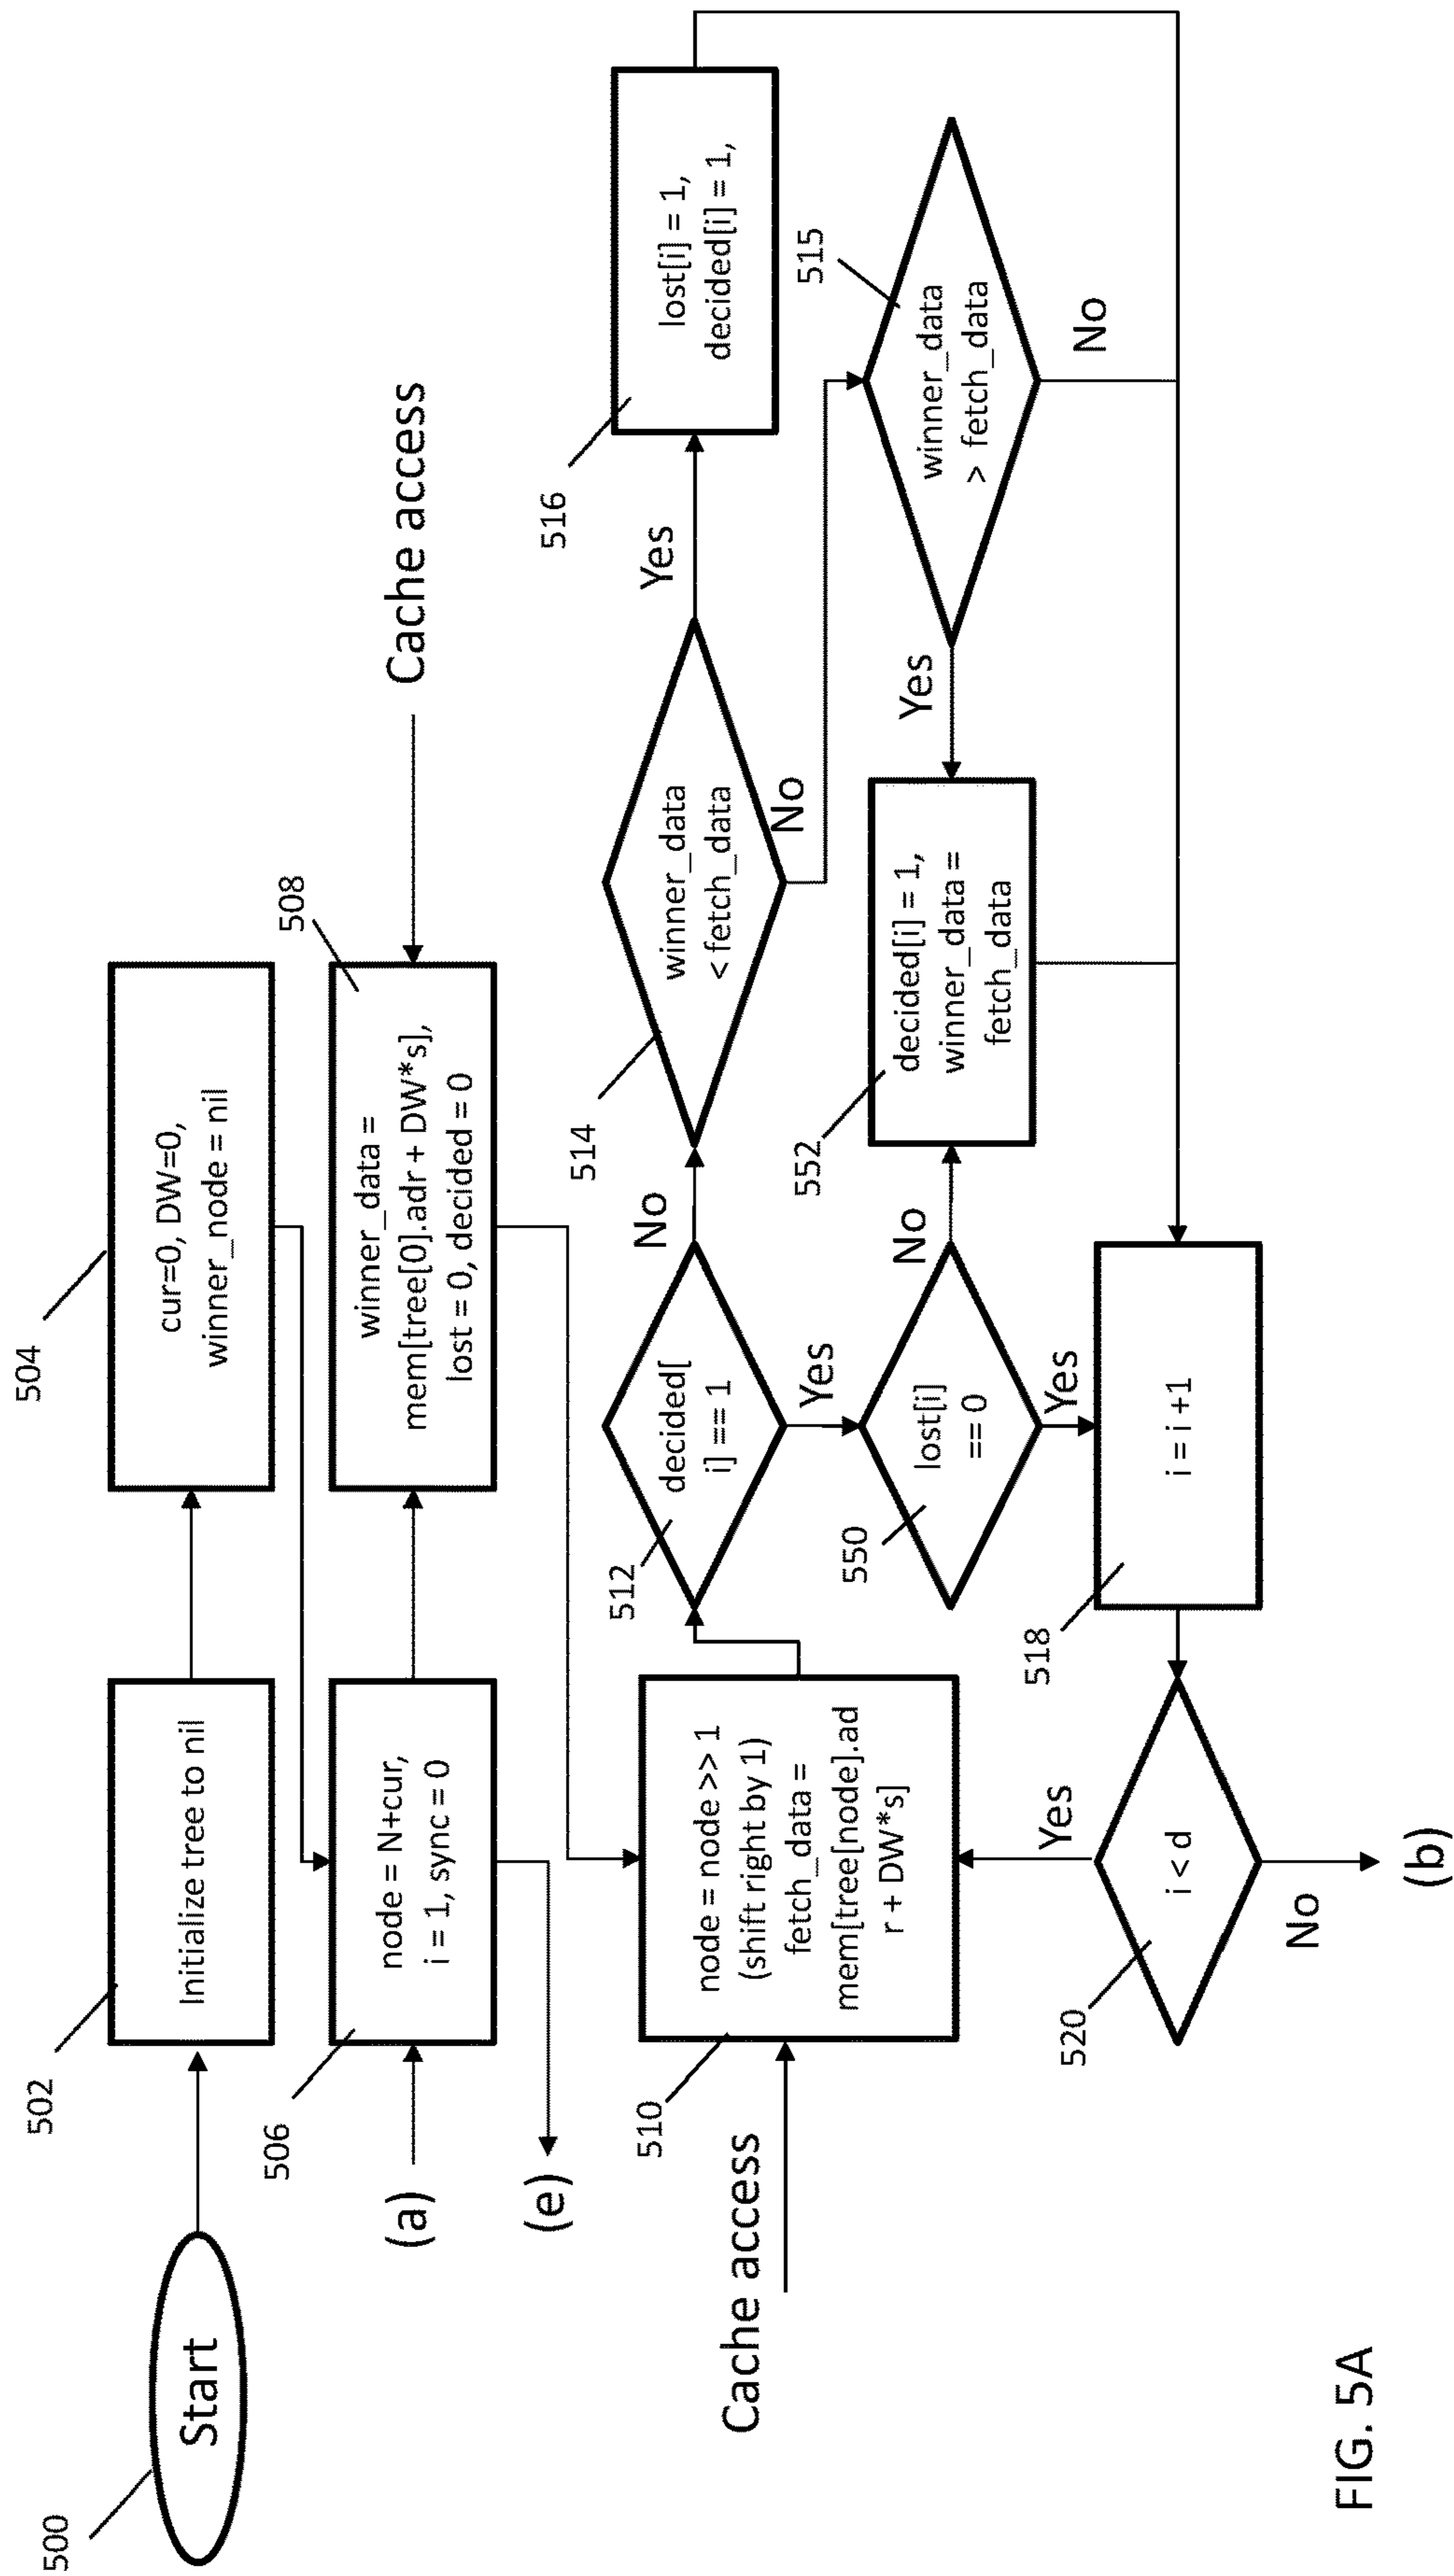 500
Start
502
Initialize tree to nil
504
cur=0, DW=0,
winner_node = nil
(a)
506
node = N+cur,
i = 1, sync = 0
508
winner_data =
mem[tree[0].adr + DW*s],
lost = 0, decided = 0
Cache access
(e)
Cache access
510
node = node >> 1
(shift right by 1)
fetch_data =
mem[tree[node].ad
r + DW*s]
512
decided[
i] == 1
No
Yes
514
winner_data
< fetch_data
Yes
No
516
lost[i] = 1,
decided[i] = 1,
550
lost[i]
== 0
No
Yes
552
decided[i] = 1,
winner_data =
fetch_data
Yes
515
winner_data
> fetch_data
No
518
i = i +1
520
i < d
Yes
No
(b)
FIG. 5A